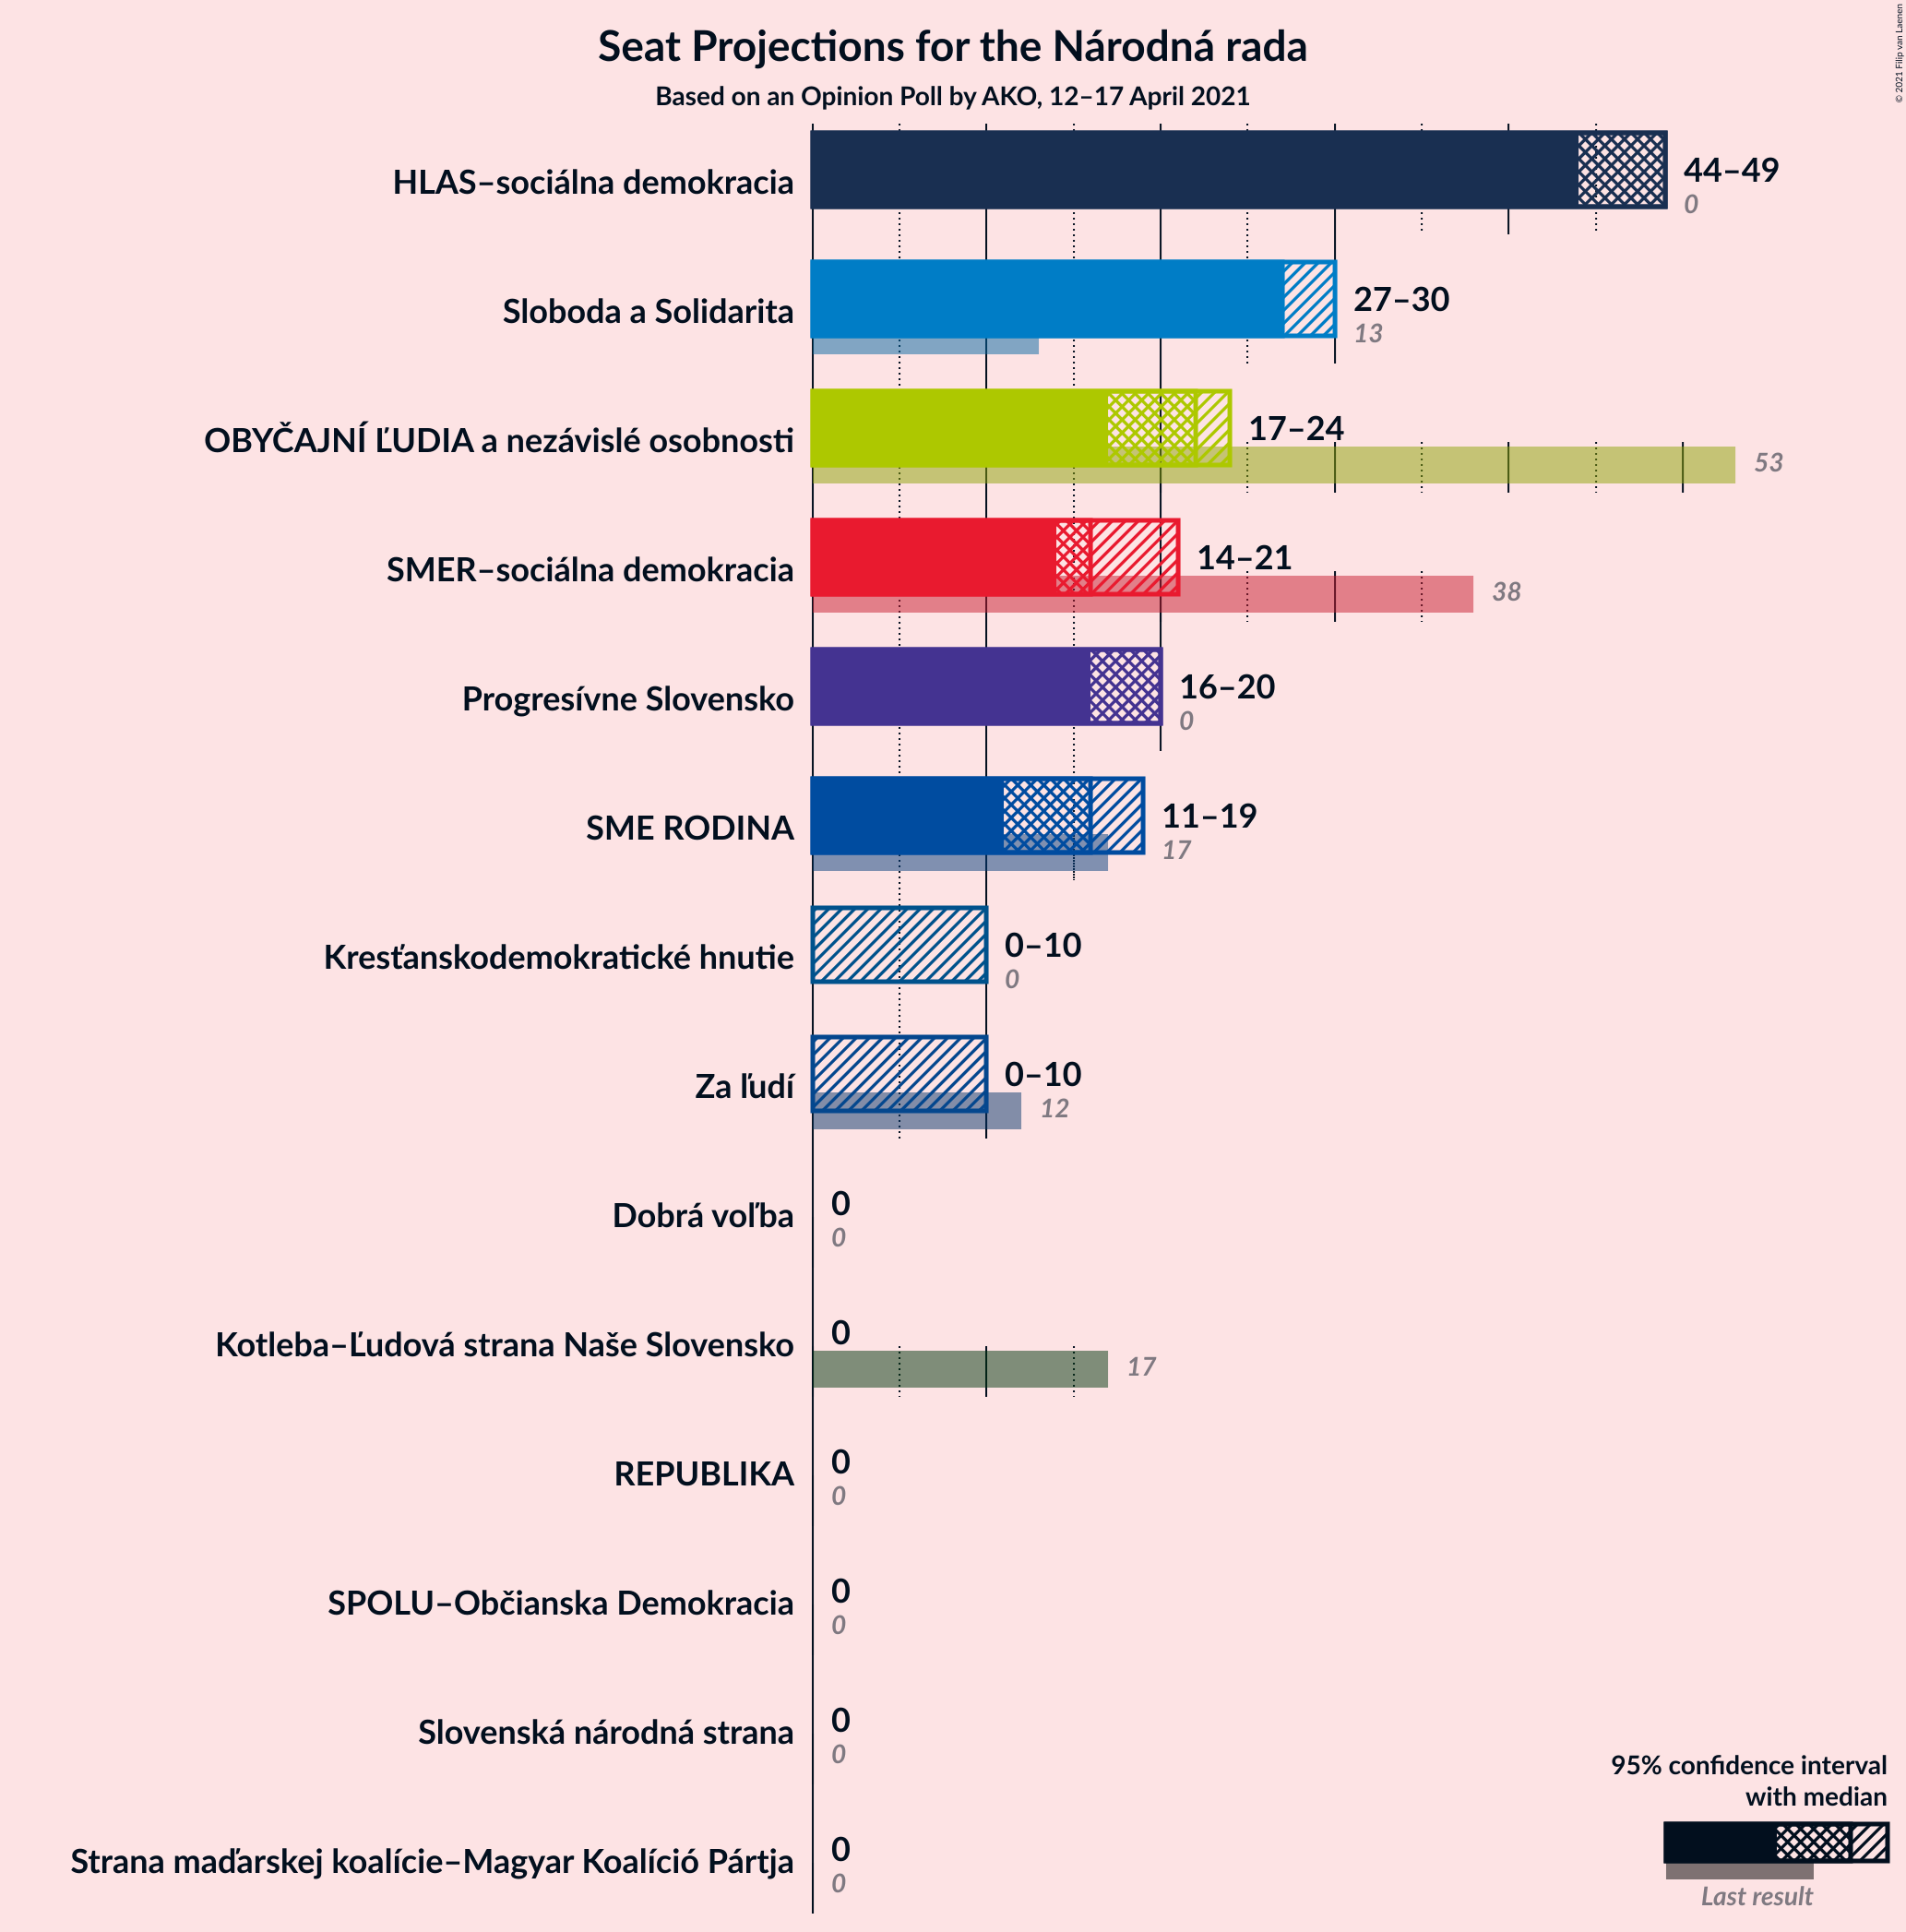 Seat Projections for the Národná rada
Based on an Opinion Poll by AKO, 12–17 April 2021
© 2021 Filip van Laenen
HLAS–sociálna demokracia
44–49
0
Sloboda a Solidarita
27–30
13
OBYČAJNÍ ĽUDIA a nezávislé osobnosti
17–24
53
SMER–sociálna demokracia
14–21
38
Progresívne Slovensko
16–20
0
SME RODINA
11–19
17
Kresťanskodemokratické hnutie
0–10
0
Za ľudí
0–10
12
Dobrá voľba
0
0
Kotleba–Ľudová strana Naše Slovensko
0
17
REPUBLIKA
0
0
SPOLU–Občianska Demokracia
0
0
Slovenská národná strana
0
0
Strana maďarskej koalície–Magyar Koalíció Pártja
0
0
95% confidence interval
with median
Last result